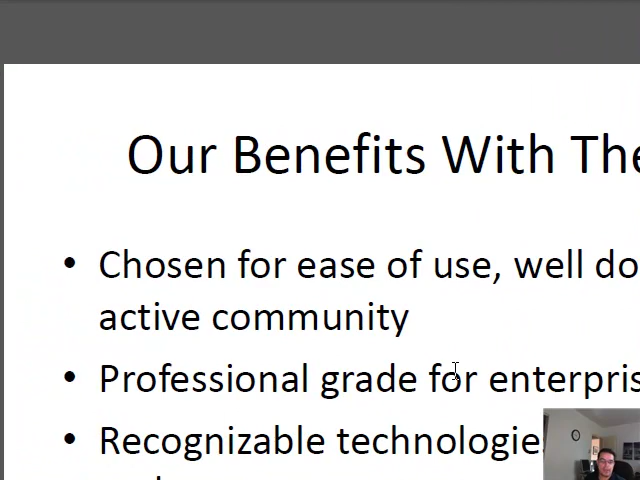 Our Benefits With The
• Chosen for ease of use, well do
active community
• Professional grade for enterpris
• Recognizable technologie